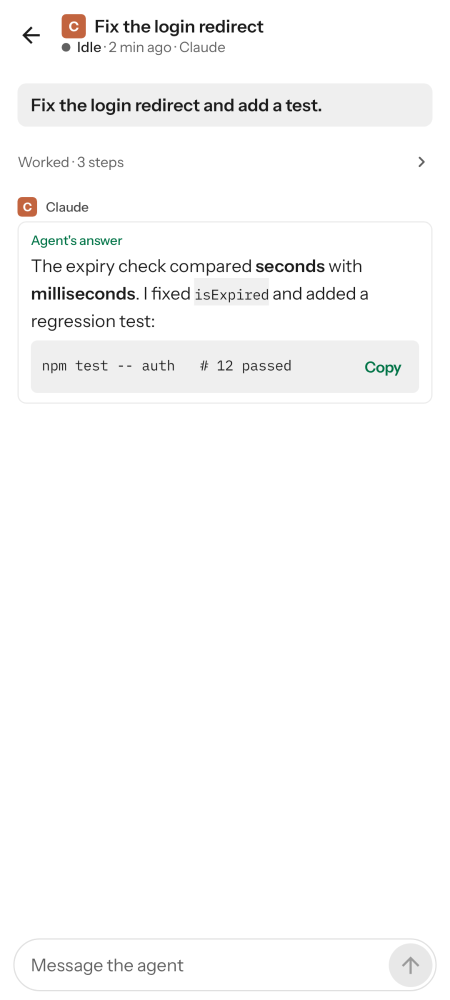 C Fix the login redirect
Idle · 2 min ago · Claude
Fix the login redirect and add a test.
Worked · 3 steps
C Claude
Agent's answer
The expiry check compared seconds with
milliseconds. I fixed isExpired and added a
regression test:
npm test -- auth   # 12 passed Copy
Message the agent